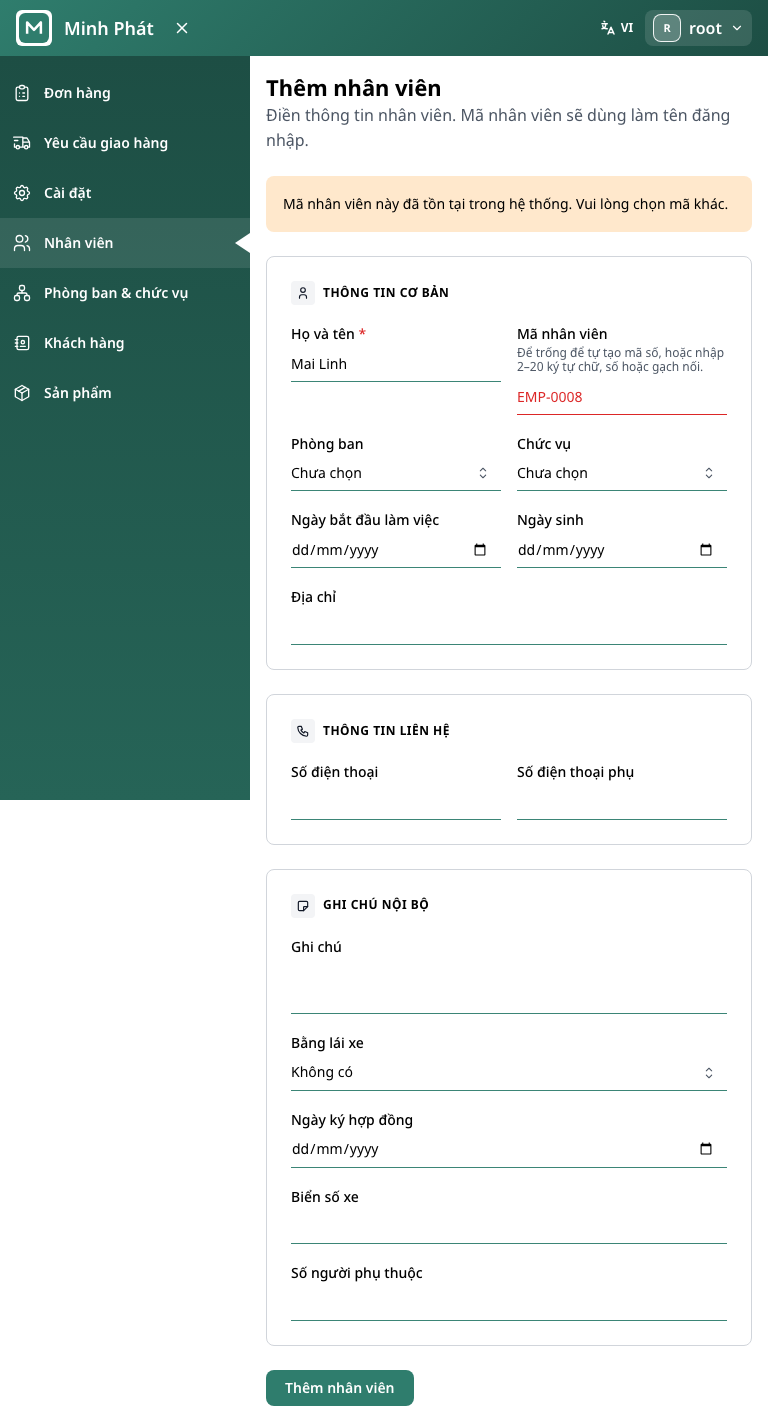 Minh Phát
VI
R
root
Đơn hàng
Yêu cầu giao hàng
Cài đặt
Nhân viên
Phòng ban & chức vụ
Khách hàng
Sản phẩm
Thêm nhân viên
Điền thông tin nhân viên. Mã nhân viên sẽ dùng làm tên đăng
nhập.
Mã nhân viên này đã tồn tại trong hệ thống. Vui lòng chọn mã khác.
THÔNG TIN CƠ BẢN
Họ và tên *
Mai Linh
Mã nhân viên
Để trống để tự tạo mã số, hoặc nhập
2–20 ký tự chữ, số hoặc gạch nối.
EMP-0008
Phòng ban
Chưa chọn
Chức vụ
Chưa chọn
Ngày bắt đầu làm việc
dd/mm/yyyy
Ngày sinh
dd/mm/yyyy
Địa chỉ
THÔNG TIN LIÊN HỆ
Số điện thoại
Số điện thoại phụ
GHI CHÚ NỘI BỘ
Ghi chú
Bằng lái xe
Không có
Ngày ký hợp đồng
dd/mm/yyyy
Biển số xe
Số người phụ thuộc
Thêm nhân viên